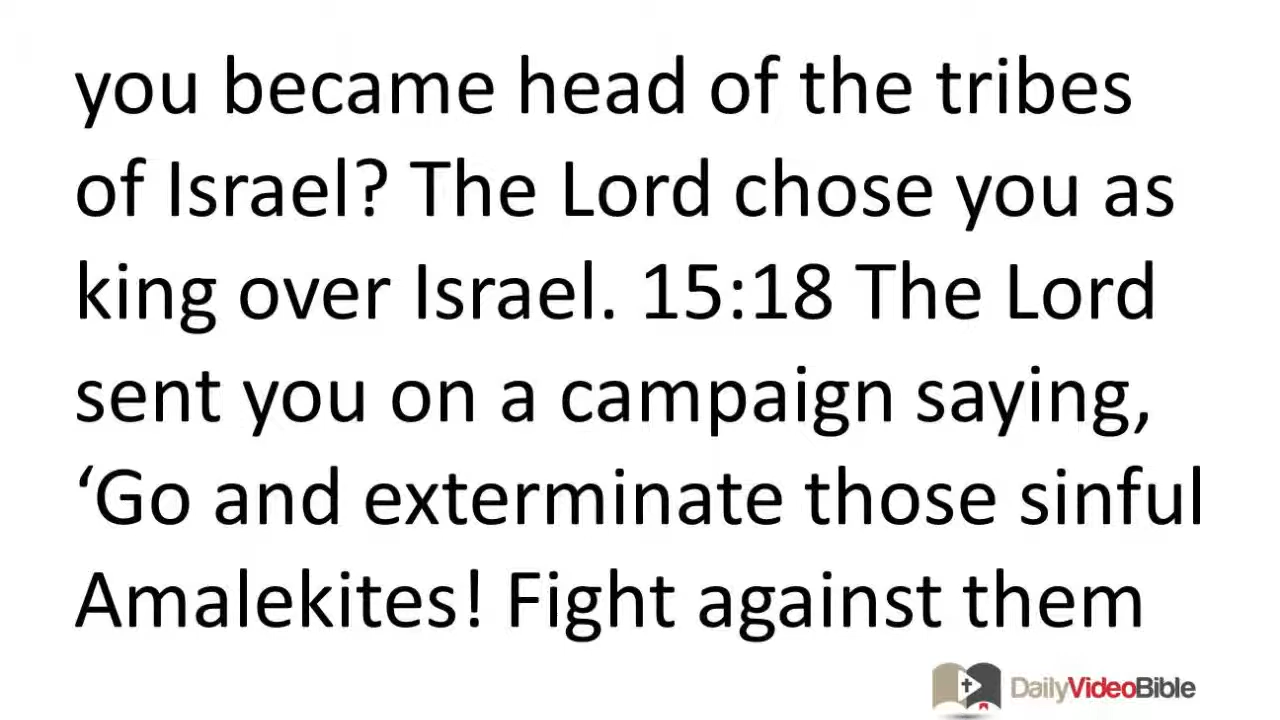 you became head of the tribes
of Israel? The Lord chose you as
king over Israel. 15:18 The Lord
sent you on a campaign saying,
‘Go and exterminate those sinful
Amalekites! Fight against them
DailyVideoBible